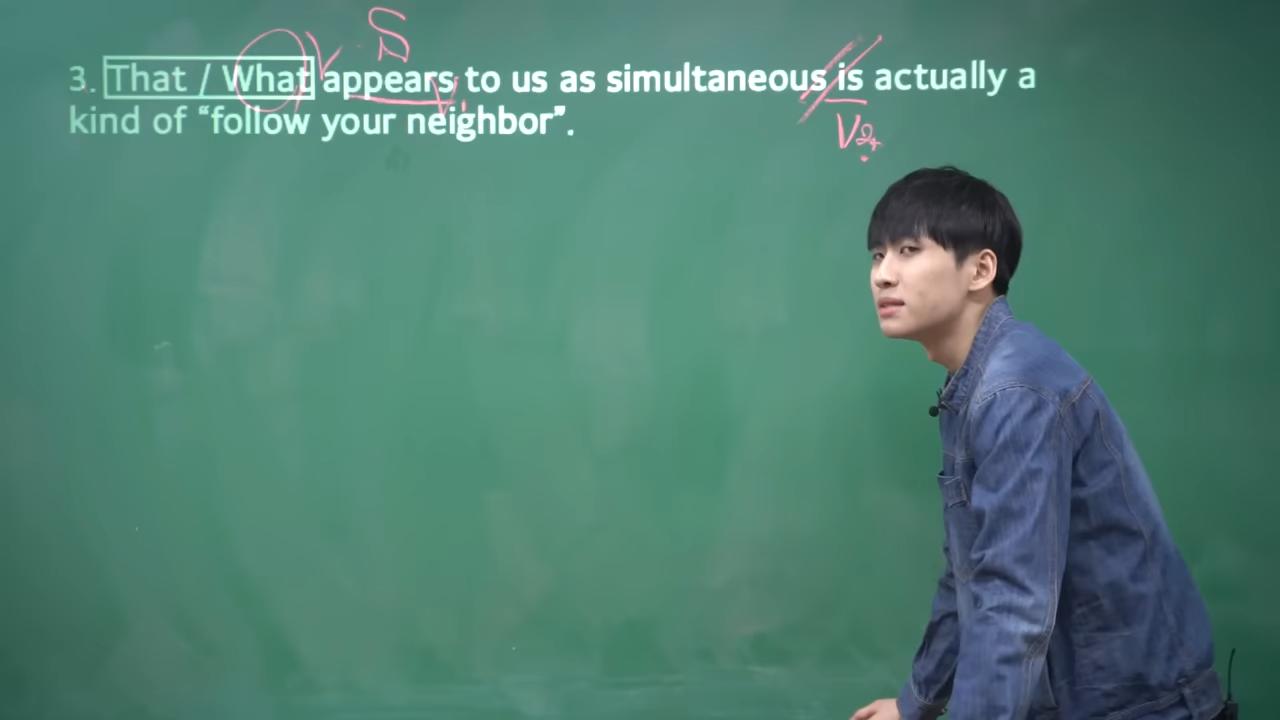 S
3. That / What appears to us as simultaneous is actually a
V
kind of “follow your neighbor”.